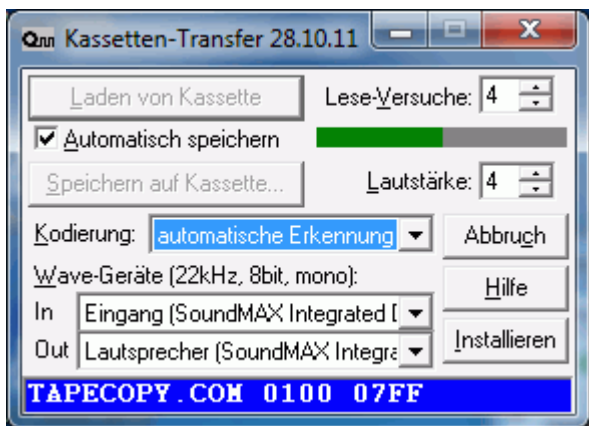 Kassetten-Transfer 28.10.11
Laden von Kassette Lese-Versuche: 4
Automatisch speichern
Speichern auf Kassette... Lautstärke: 4
Kodierung: automatische Erkennung Abbruch
Wave-Geräte (22kHz, 8bit, mono): Hilfe
In Eingang (SoundMAX Integrated D
Out Lautsprecher (SoundMAX Integra Installieren
TAPECOPY.COM 0100 07FF